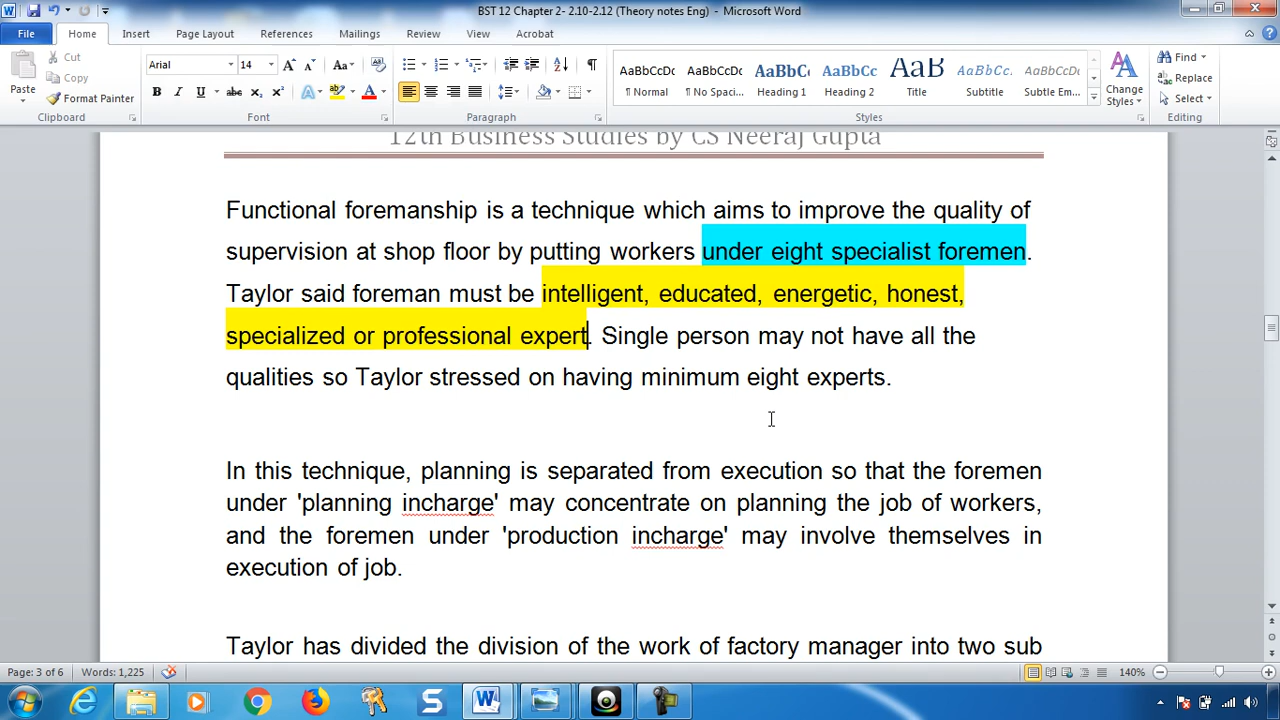 BST 12 Chapter 2- 2.10-2.12 (Theory notes Eng) - Microsoft Word
File Home Insert Page Layout References Mailings Review View Acrobat
Paste
Cut
Copy
Format Painter
Clipboard
Arial 14
Font
Paragraph
AaBbCcDc AaBbCcDc AaBbC AaBbCc AaB AaBbCcL AaBbCcDc
¶ Normal ¶ No Spaci... Heading 1 Heading 2 Title Subtitle Subtle Em...
Styles
Change Styles
Find
Replace
Select
Editing
12th Business Studies by CS Neeraj Gupta
Functional foremanship is a technique which aims to improve the quality of
supervision at shop floor by putting workers under eight specialist foremen.
Taylor said foreman must be intelligent, educated, energetic, honest,
specialized or professional expert. Single person may not have all the
qualities so Taylor stressed on having minimum eight experts.
In this technique, planning is separated from execution so that the foremen
under 'planning incharge' may concentrate on planning the job of workers,
and the foremen under 'production incharge' may involve themselves in
execution of job.
Taylor has divided the division of the work of factory manager into two sub
Page: 3 of 6 Words: 1,225 140%